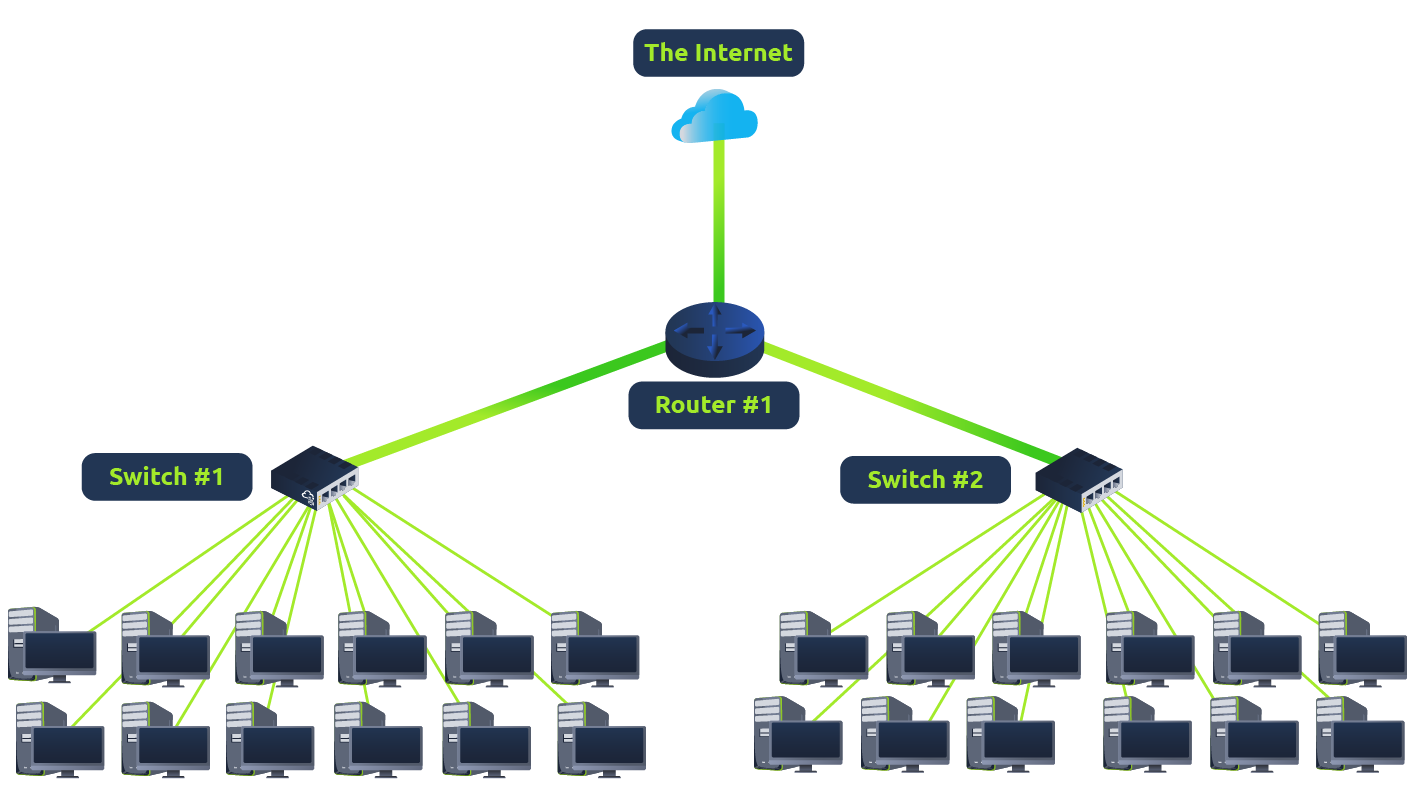 The Internet
Router #1
Switch #1
Switch #2